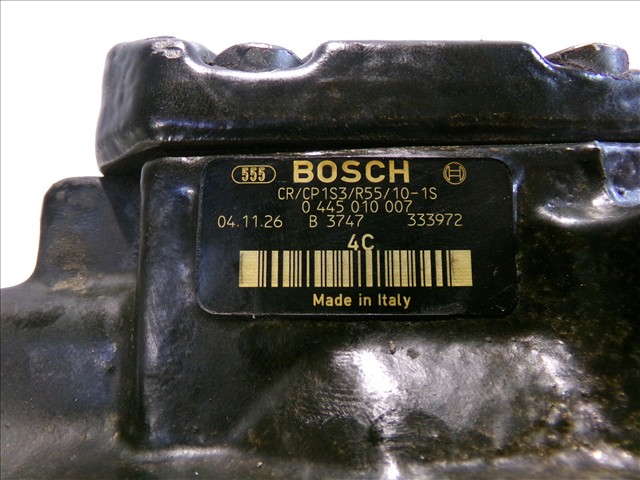 555 BOSCH
CR/CP1S3/R55/10-1S
0 445 010 007
04.11.26 B 3747 333972
4C
Made in Italy